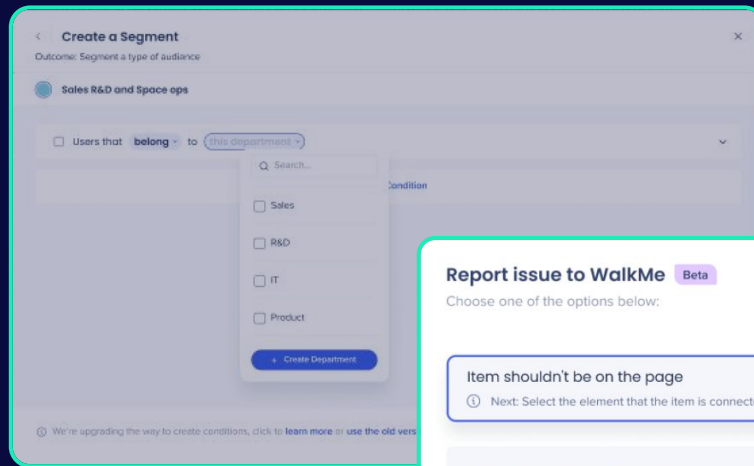 Create a Segment
Outcome: Segment a type of audience
Sales R&D and Space ops
Users that belong to this department
Search...
Condition
Sales
R&D
IT
Product
+ Create Department
We're upgrading the way to create conditions, click to learn more or use the old vers
Report issue to WalkMe Beta
Choose one of the options below:
Item shouldn't be on the page
Next: Select the element that the item is connecte